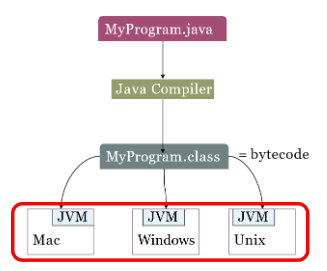 MyProgram.java
Java Compiler
MyProgram.class = bytecode
JVM JVM JVM
Mac Windows Unix